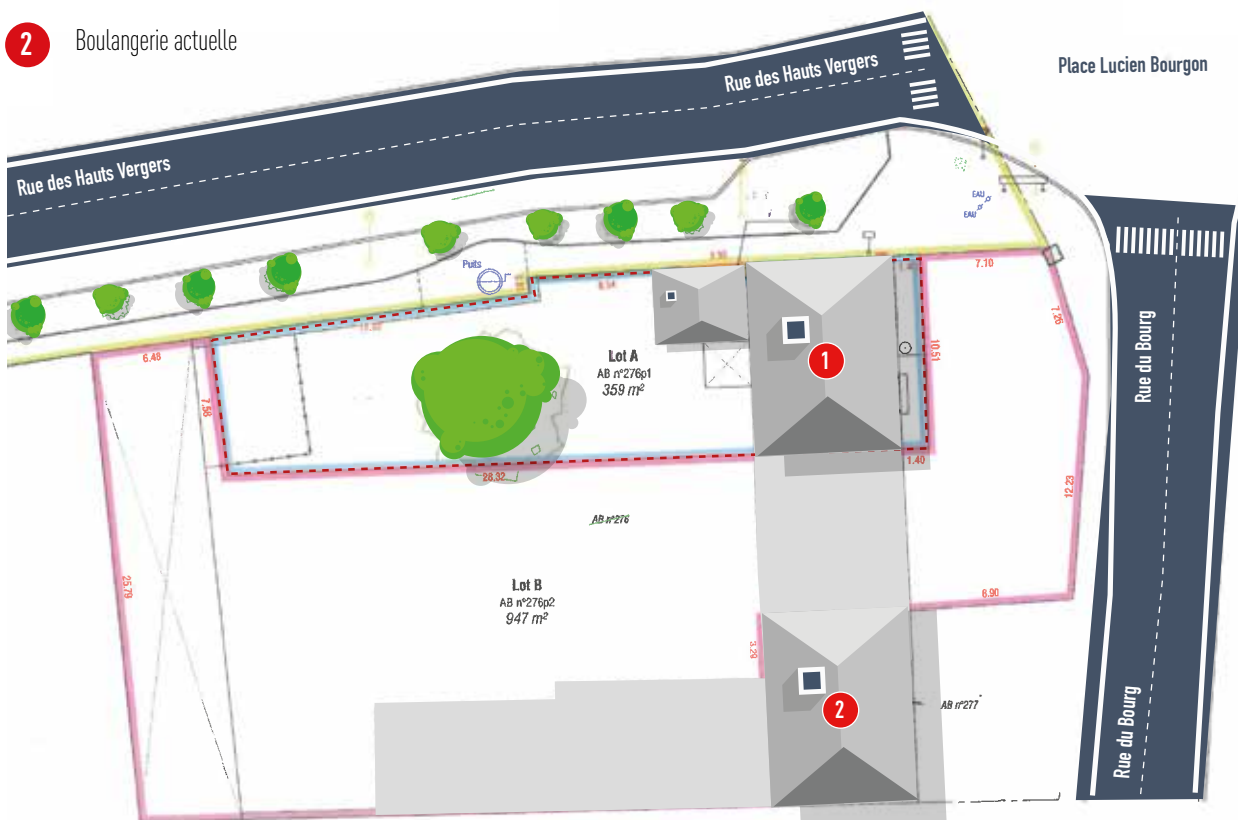 2 Boulangerie actuelle
Place Lucien Bourgon
Rue des Hauts Vergers
Rue des Hauts Vergers
EAU
EAU
Puits
7.10
8.14
6.48
7.26
Lot A
AB n°276p1
359 m²
1
10.51
7.58
Rue du Bourg
1.40
28.32
12.23
AB n°276
Lot B
AB n°276p2
947 m²
25.79
6.90
3.29
2
AB n°277
Rue du Bourg